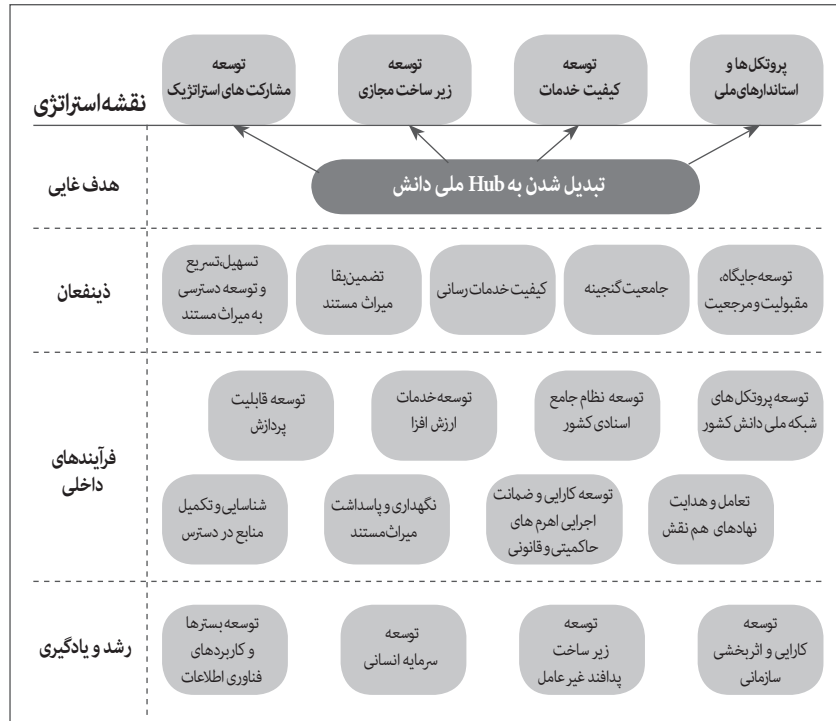 نقشه استراتژی
پروتکل‌ها و
استاندارهای ملی
توسعه
کیفیت خدمات
توسعه
زیر ساخت مجازی
توسعه
مشارکت های استراتژیک
هدف غایی
تبدیل شدن به Hub ملی دانش
ذینفعان
توسعه جایگاه،
مقبولیت و مرجعیت
جامعیت گنجینه
کیفیت خدمات رسانی
تضمین بقا
میراث مستند
تسهیل،تسریع
و توسعه دسترسی
به میراث مستند
فرآیندهای
داخلی
توسعه پروتکل های
شبکه ملی دانش کشور
توسعه نظام جامع
اسنادی کشور
توسعه خدمات
ارزش افزا
توسعه قابلیت
پردازش
تعامل و هدایت
نهادهای هم نقش
توسعه کارایی و ضمانت
اجرایی اهرم های
حاکمیتی و قانونی
نگهداری و پاسداشت
میراث مستند
شناسایی و تکمیل
منابع در دسترس
رشد و یادگیری
توسعه
کارایی و اثربخشی
سازمانی
توسعه
زیر ساخت
پدافند غیر عامل
توسعه
سرمایه انسانی
توسعه بسترها
و کاربردهای
فناوری اطلاعات